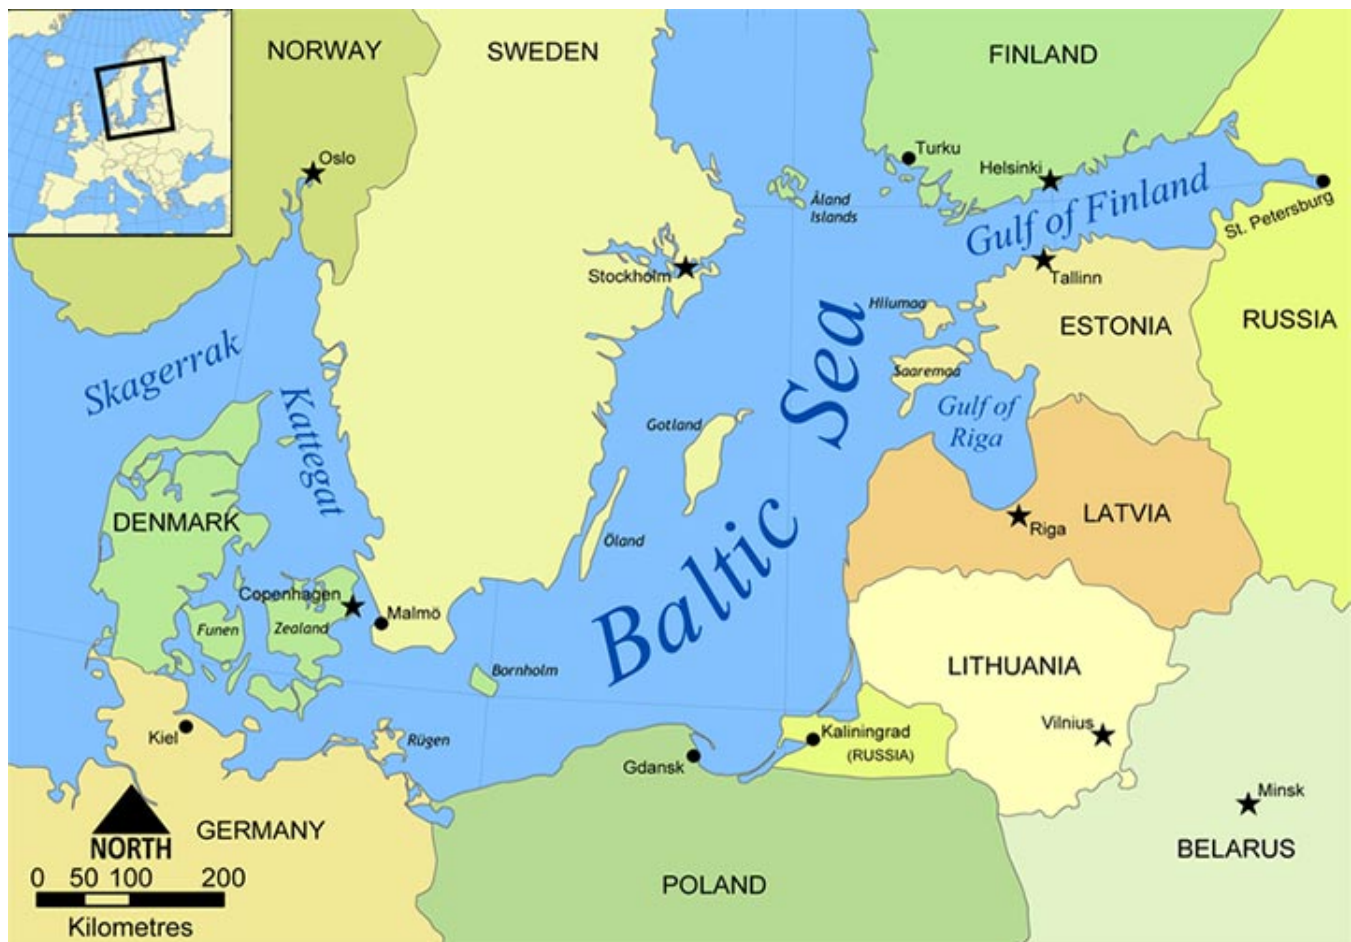 NORWAY
SWEDEN
FINLAND
Oslo
Turku
Helsinki
Åland
Islands
Gulf of Finland
St. Petersburg
Stockholm
Tallinn
Hiiumaa
ESTONIA
RUSSIA
Skagerrak
Kattegat
Saaremaa
Gulf of
Riga
Gotland
Baltic Sea
DENMARK
Öland
Riga
LATVIA
Copenhagen
Malmö
Funen
Zealand
Bornholm
LITHUANIA
Kiel
Rügen
Gdansk
Kaliningrad
(RUSSIA)
Vilnius
Minsk
NORTH
GERMANY
BELARUS
POLAND
0 50 100 200
Kilometres